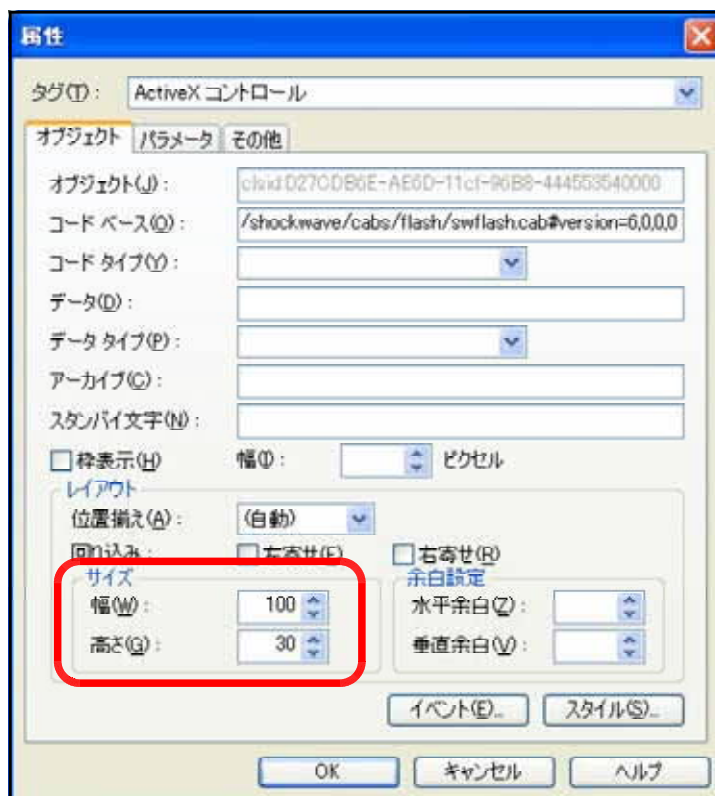 属性
タグ(T): ActiveX コントロール
オブジェクト パラメータ その他
オブジェクト(J): clsid:D27CDB6E-AE6D-11cf-96B8-444553540000
コード ベース(O): /shockwave/cabs/flash/swflash.cab#version=6,0,0,0
コード タイプ(Y):
データ(D):
データ タイプ(P):
アーカイブ(C):
スタンバイ文字(N):
枠表示(H) 幅(I): ピクセル
レイアウト
位置揃え(A): (自動)
回り込み: 左寄せ(F) 右寄せ(R)
サイズ 余白設定
幅(W): 100 水平余白(Z):
高さ(G): 30 垂直余白(V):
イベント(E)... スタイル(S)...
OK キャンセル ヘルプ